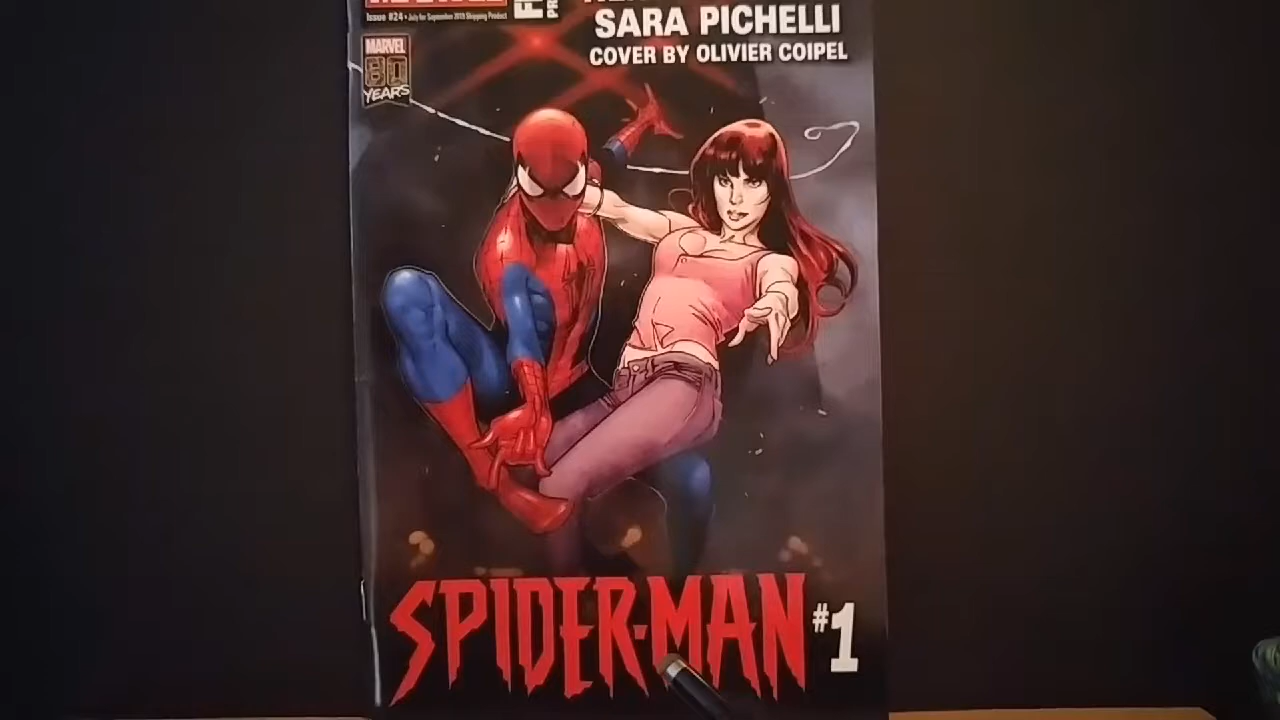 Issue #24 • July for September 2019 Shipping Product
SARA PICHELLI
COVER BY OLIVIER COIPEL
MARVEL
80
YEARS
SPIDER-MAN
#1